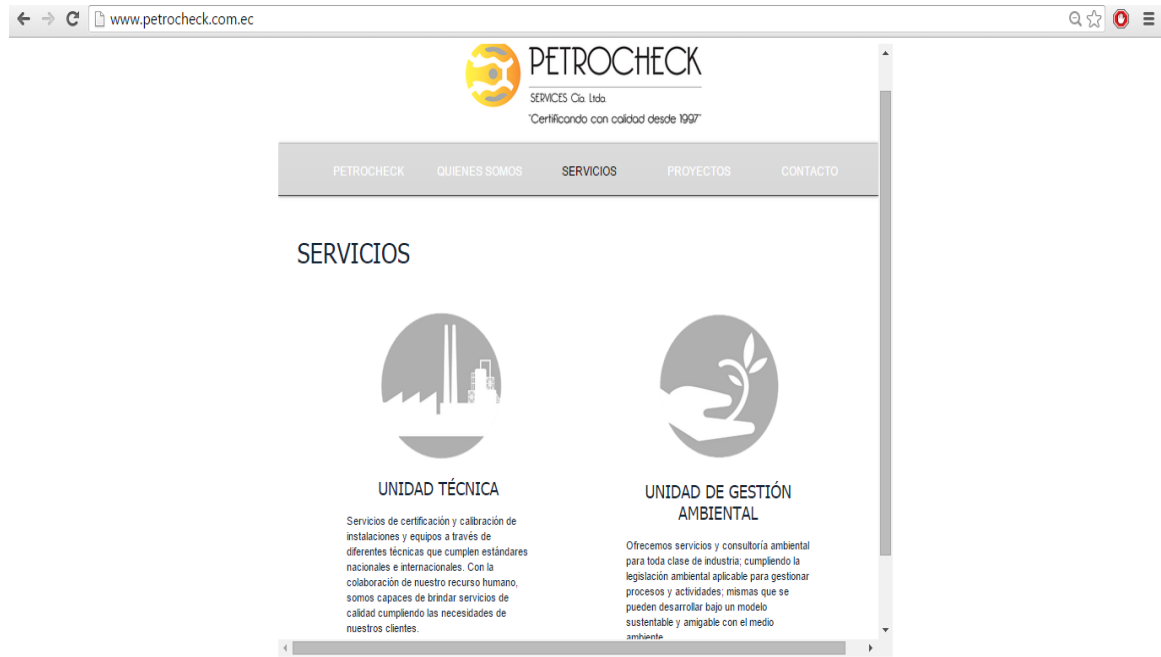 www.petrocheck.com.ec
PETROCHECK
SERVICES Cía. Ltda.
"Certificando con calidad desde 1997"
PETROCHECK QUIENES SOMOS SERVICIOS PROYECTOS CONTACTO
SERVICIOS
UNIDAD TÉCNICA
Servicios de certificación y calibración de
instalaciones y equipos a través de
diferentes técnicas que cumplen estándares
nacionales e internacionales. Con la
colaboración de nuestro recurso humano,
somos capaces de brindar servicios de
calidad cumpliendo las necesidades de
nuestros clientes.
UNIDAD DE GESTIÓN
AMBIENTAL
Ofrecemos servicios y consultoría ambiental
para toda clase de industria; cumpliendo la
legislación ambiental aplicable para gestionar
procesos y actividades; mismas que se
pueden desarrollar bajo un modelo
sustentable y amigable con el medio
ambiente